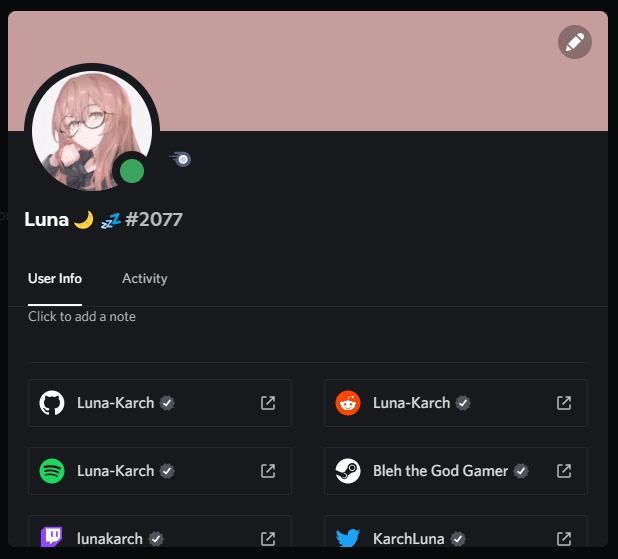 Luna 🌙 💤 #2077
User Info Activity
Click to add a note
Luna-Karch Luna-Karch
Luna-Karch Bleh the God Gamer
lunakarch KarchLuna